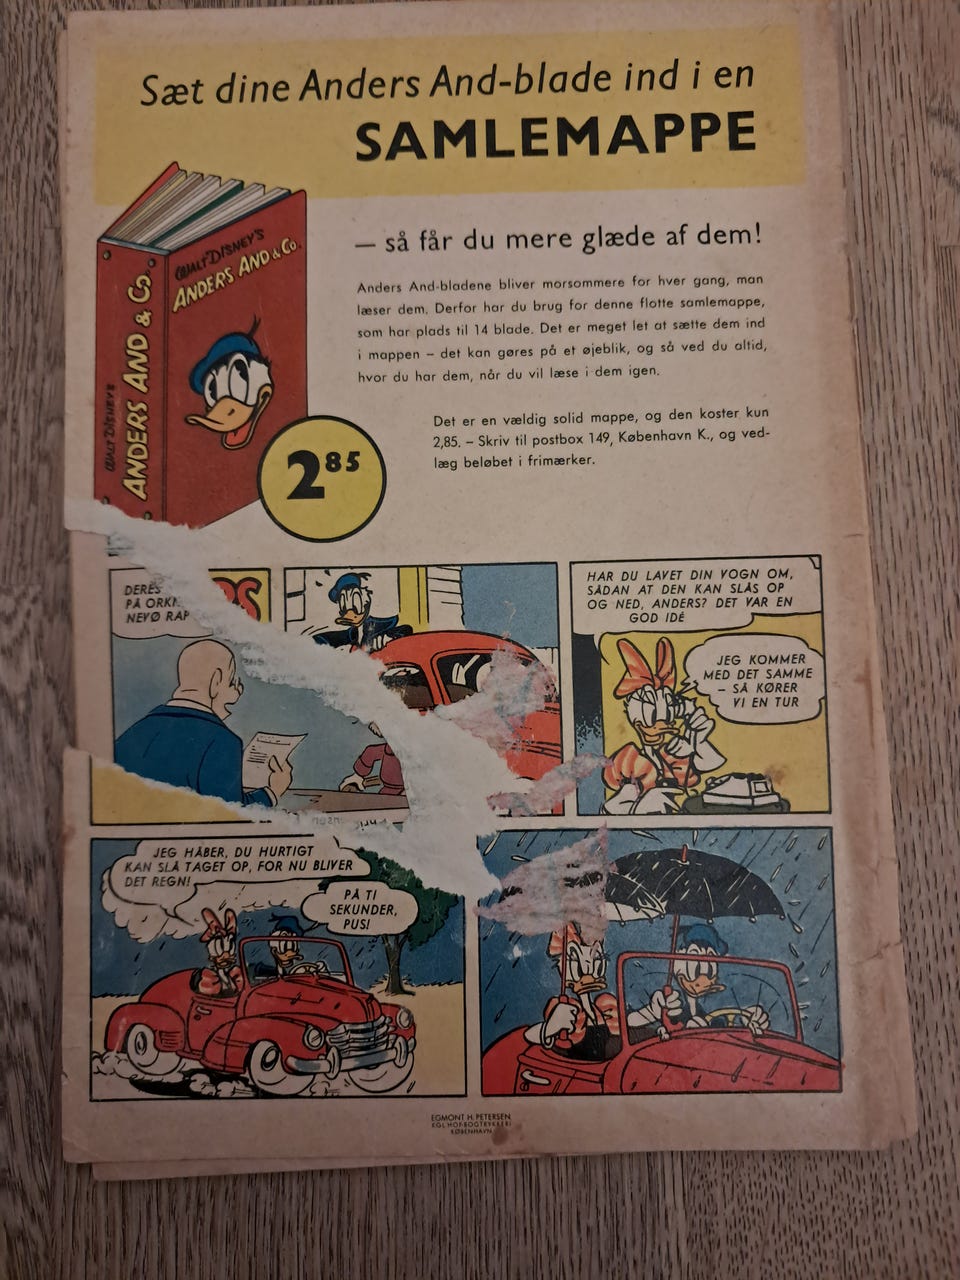 Sæt dine Anders And-blade ind i en
SAMLEMAPPE
WALT DISNEY'S
ANDERS AND & Co.
WALT DISNEY'S
ANDERS AND & Co.
– så får du mere glæde af dem!
Anders And-bladene bliver morsommere for hver gang, man
læser dem. Derfor har du brug for denne flotte samlemappe,
som har plads til 14 blade. Det er meget let at sætte dem ind
i mappen – det kan gøres på et øjeblik, og så ved du altid,
hvor du har dem, når du vil læse i dem igen.
Det er en vældig solid mappe, og den koster kun
2,85. – Skriv til postbox 149, København K., og ved-
læg beløbet i frimærker.
2 85
DERES
PÅ
NEVØ
HAR DU LAVET DIN VOGN OM,
SÅDAN AT DEN KAN SLÅS OP
OG NED, ANDERS? DET VAR EN
GOD IDÉ
JEG KOMMER
MED DET SAMME
– SÅ KØRER
VI EN TUR
JEG HÅBER, DU HURTIGT
KAN SLÅ TAGET OP, FOR NU BLIVER
DET REGN!
PÅ TI
SEKUNDER,
PUS!
EGMONT H. PETERSEN
KGL. HOF-BOGTRYKKERI
KØBENHAVN